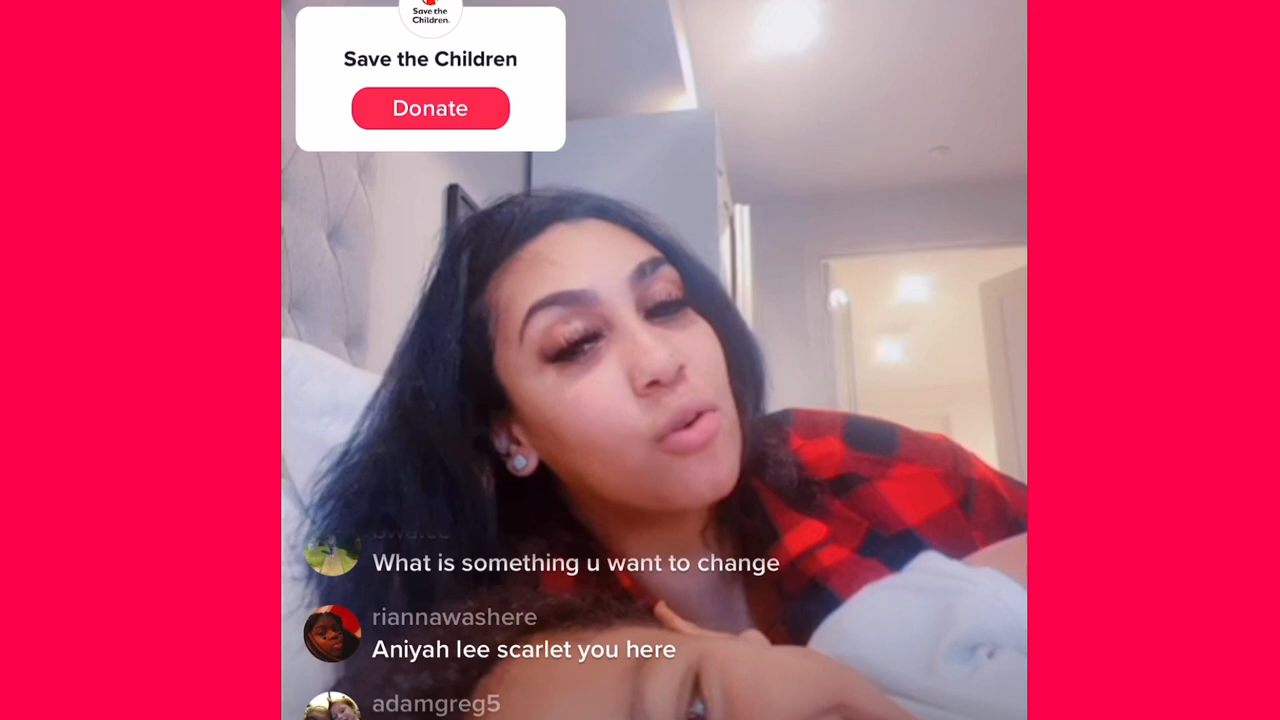 Save the
Children.
Save the Children
Donate
What is something u want to change
riannawashere
Aniyah lee scarlet you here
adamgreg5